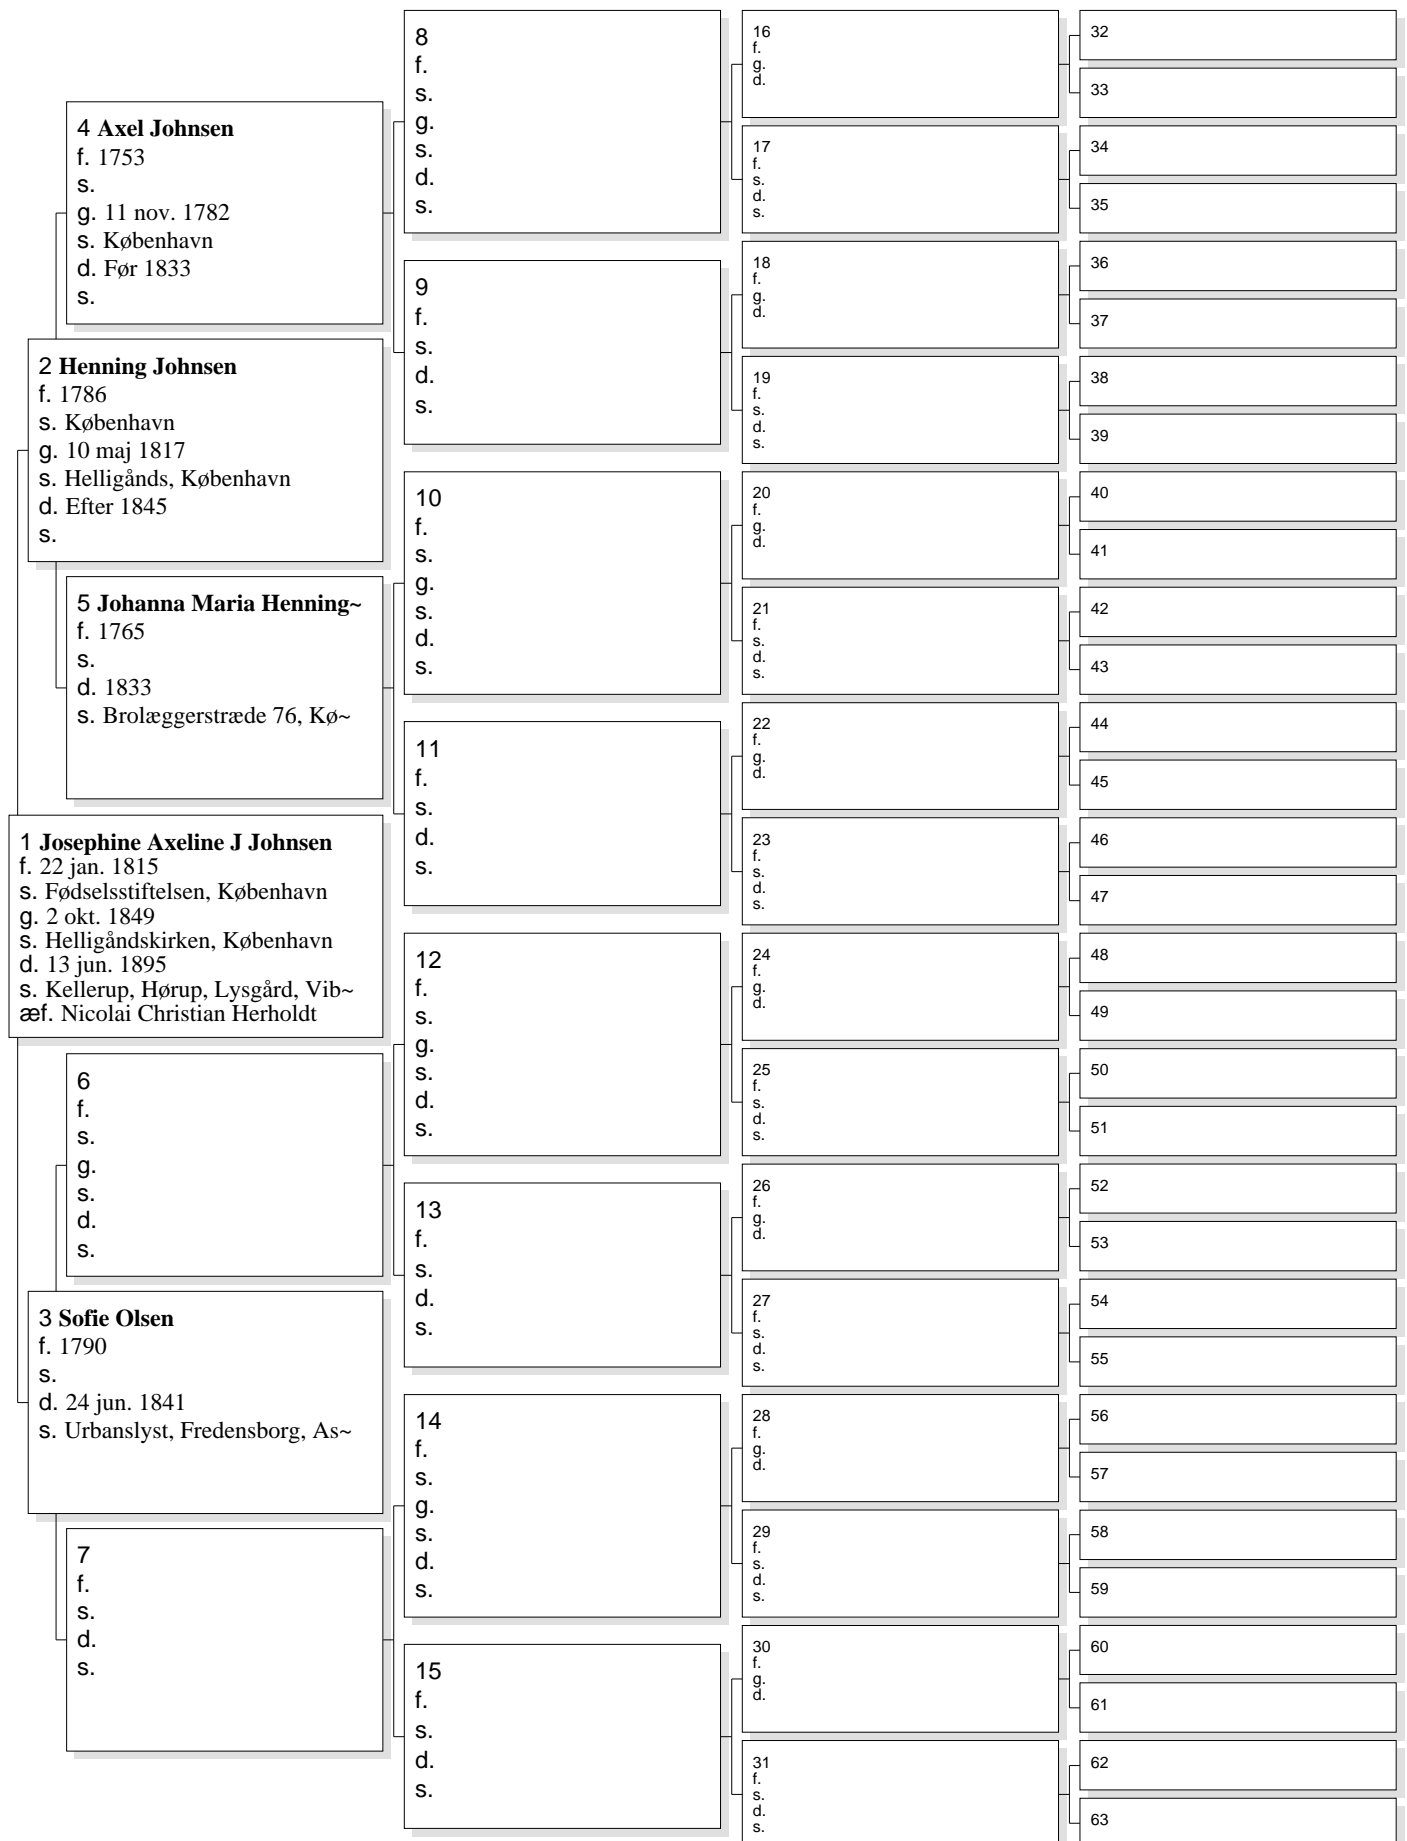 4 Axel Johnsen
f. 1753
s.
g. 11 nov. 1782
s. København
d. Før 1833
s.
2 Henning Johnsen
f. 1786
s. København
g. 10 maj 1817
s. Helligånds, København
d. Efter 1845
s.
5 Johanna Maria Henning~
f. 1765
s.
d. 1833
s. Brolæggerstræde 76, Kø~
1 Josephine Axeline J Johnsen
f. 22 jan. 1815
s. Fødselsstiftelsen, København
g. 2 okt. 1849
s. Helligåndskirken, København
d. 13 jun. 1895
s. Kellerup, Hørup, Lysgård, Vib~
æf. Nicolai Christian Herholdt
6
f.
s.
g.
s.
d.
s.
3 Sofie Olsen
f. 1790
s.
d. 24 jun. 1841
s. Urbanslyst, Fredensborg, As~
7
f.
s.
d.
s.
8
f.
s.
g.
s.
d.
s.
9
f.
s.
d.
s.
10
f.
s.
g.
s.
d.
s.
11
f.
s.
d.
s.
12
f.
s.
g.
s.
d.
s.
13
f.
s.
d.
s.
14
f.
s.
g.
s.
d.
s.
15
f.
s.
d.
s.
16
f.
g.
d.
17
f.
s.
d.
s.
18
f.
g.
d.
19
f.
s.
d.
s.
20
f.
g.
d.
21
f.
s.
d.
s.
22
f.
g.
d.
23
f.
s.
d.
s.
24
f.
g.
d.
25
f.
s.
d.
s.
26
f.
g.
d.
27
f.
s.
d.
s.
28
f.
g.
d.
29
f.
s.
d.
s.
30
f.
g.
d.
31
f.
s.
d.
s.
32
33
34
35
36
37
38
39
40
41
42
43
44
45
46
47
48
49
50
51
52
53
54
55
56
57
58
59
60
61
62
63